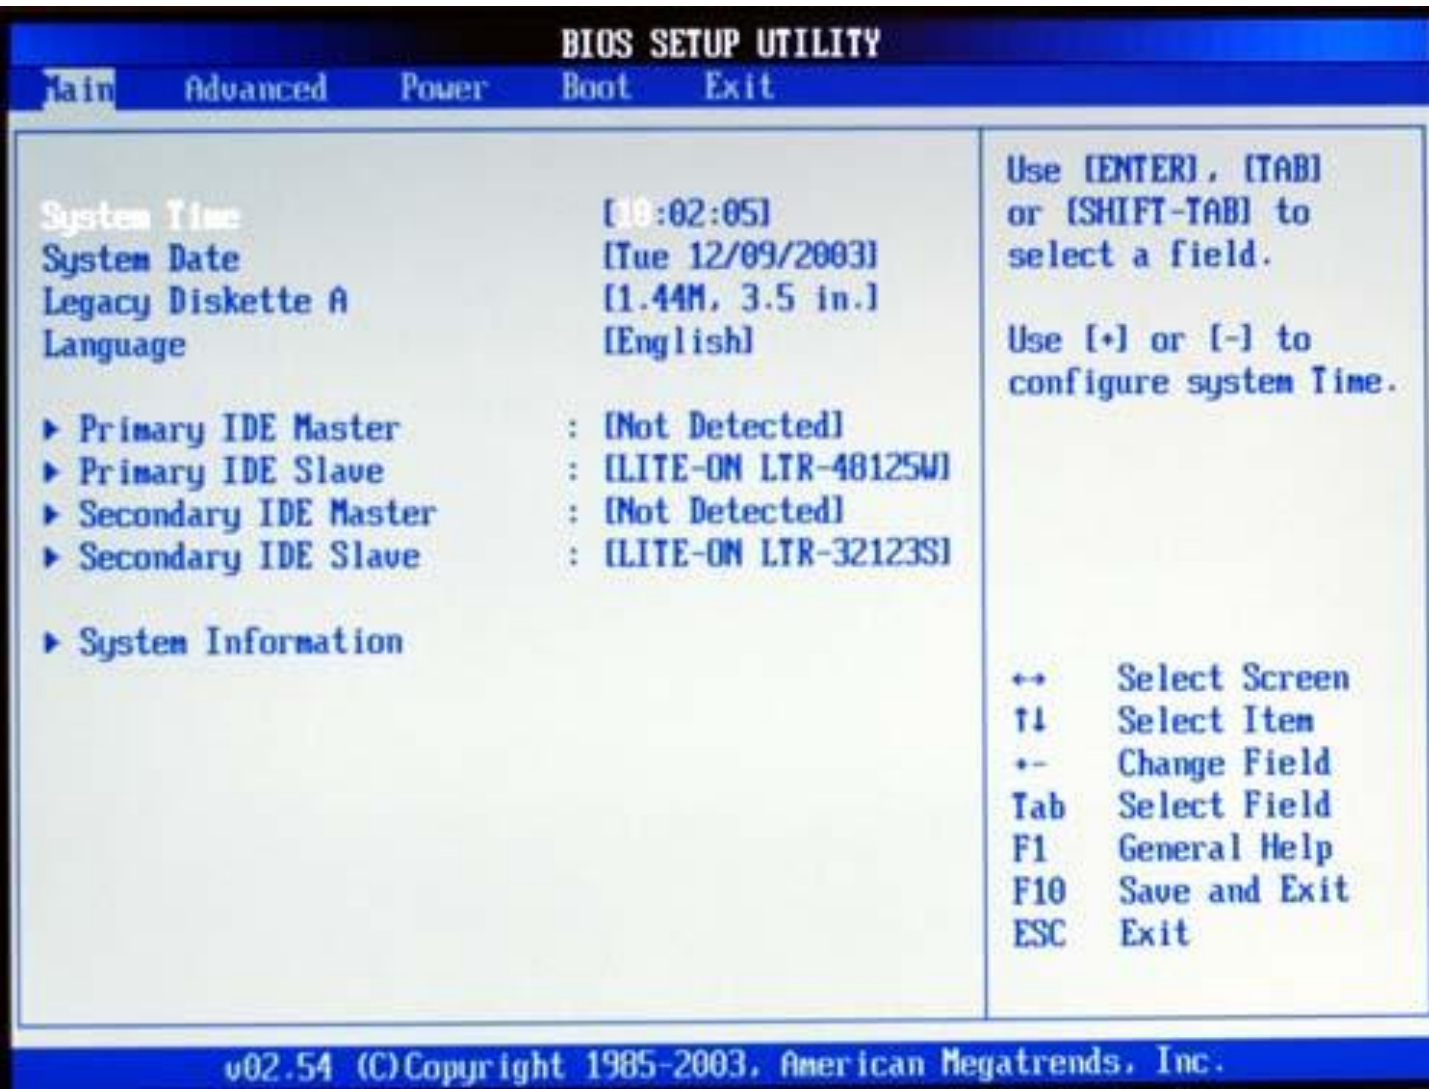 BIOS SETUP UTILITY
Main Advanced Power Boot Exit
System Time [10:02:05]
System Date [Tue 12/09/2003]
Legacy Diskette A [1.44M, 3.5 in.]
Language [English]
▶ Primary IDE Master : [Not Detected]
▶ Primary IDE Slave : [LITE-ON LTR-48125W]
▶ Secondary IDE Master : [Not Detected]
▶ Secondary IDE Slave : [LITE-ON LTR-32123S]
▶ System Information
Use [ENTER], [TAB]
or [SHIFT-TAB] to
select a field.
Use [+] or [-] to
configure system Time.
←→ Select Screen
↑↓ Select Item
+- Change Field
Tab Select Field
F1 General Help
F10 Save and Exit
ESC Exit
v02.54 (C)Copyright 1985-2003, American Megatrends, Inc.